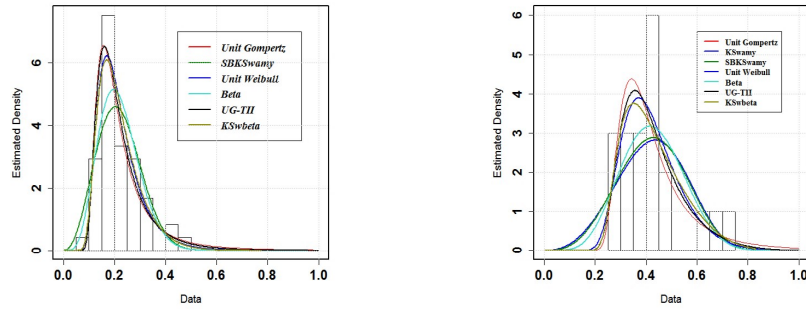 Estimated Density
6
4
2
0
Unit Gompertz
SBKSwamy
Unit Weibull
Beta
UG-TII
KSwbeta
0.0 0.2 0.4 0.6 0.8 1.0
Data
Estimated Density
6
5
4
3
2
1
0
Unit Gompertz
KSwamy
SBKSwamy
Unit Weibull
Beta
UG-TII
KSwbeta
0.0 0.2 0.4 0.6 0.8 1.0
Data